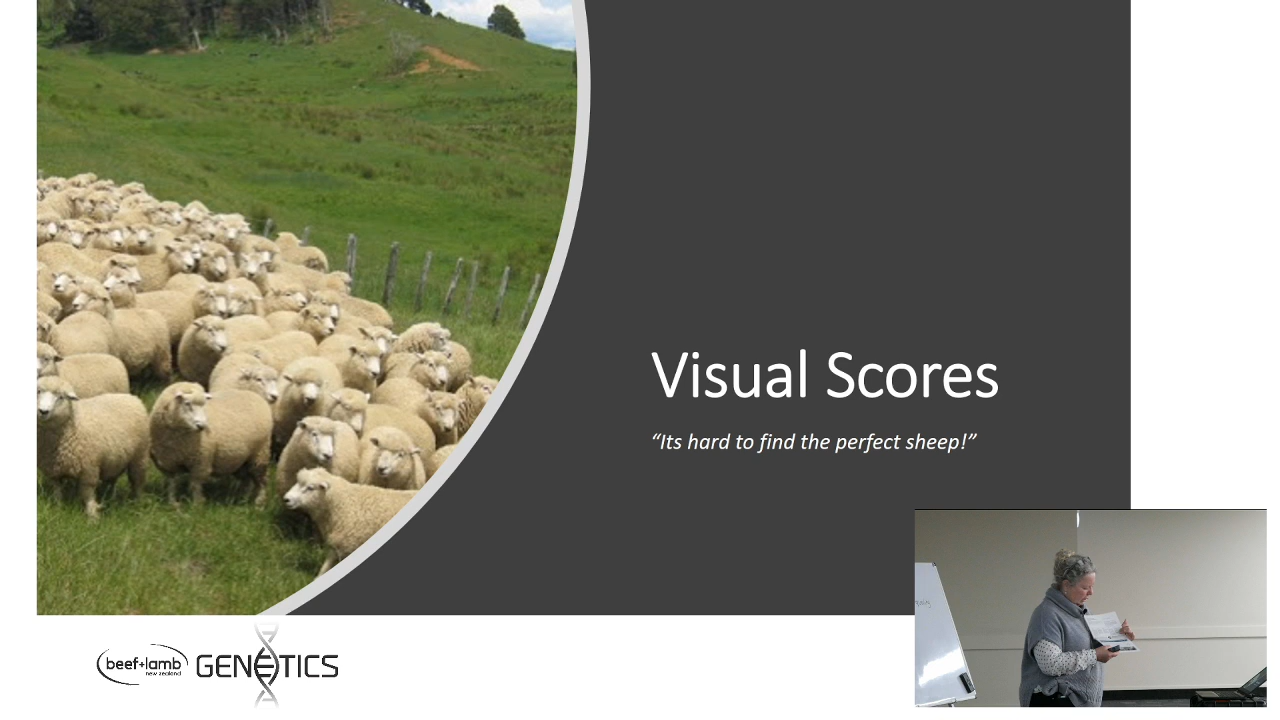 Visual Scores
“Its hard to find the perfect sheep!”
beef+lamb
new zealand
GENETICS